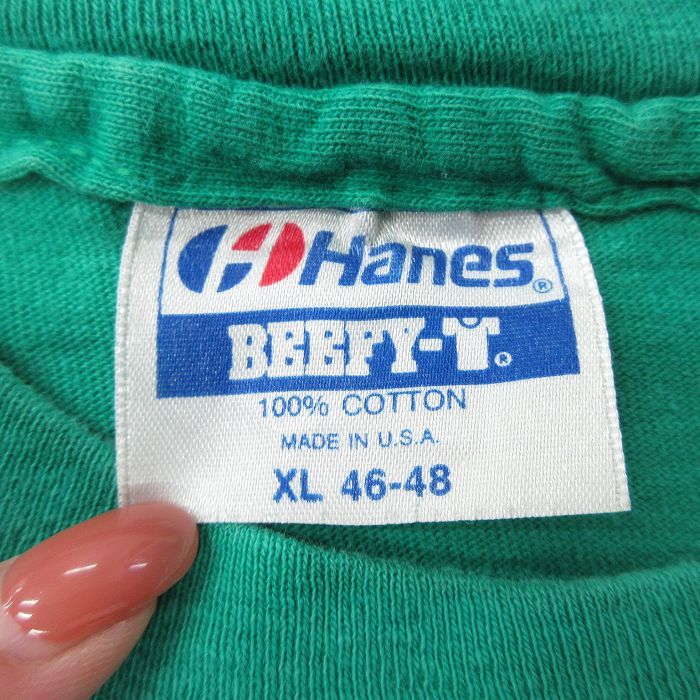 Hanes®
BEEFY-T®
100% COTTON
MADE IN U.S.A.
XL 46-48